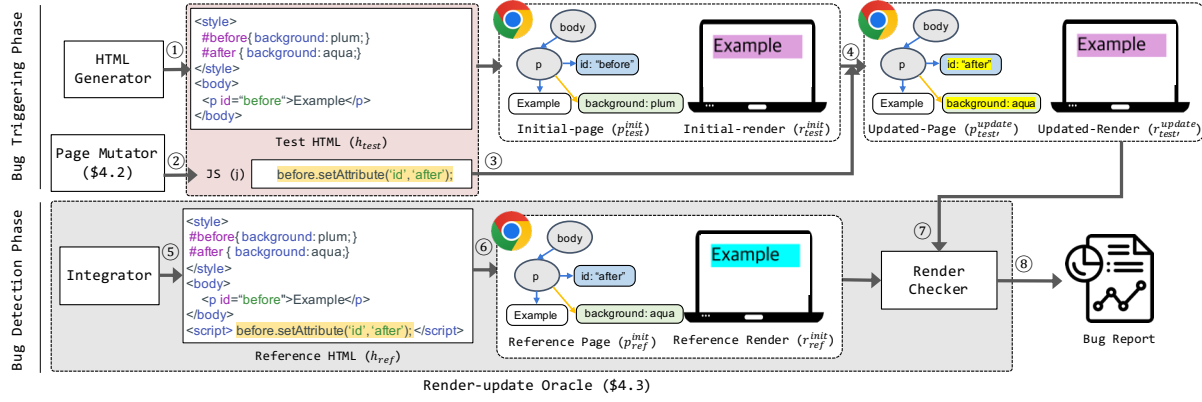 Bug Triggering Phase
HTML
Generator
①
<style>
#before{ background: plum; }
#after { background: aqua;}
</style>
<body>
<p id="before">Example</p>
</body>
Test HTML (h_test)
Page Mutator
($4.2)
②
JS (j)
before.setAttribute('id','after');
③
body
p
id: "before"
Example
background: plum
Initial-page (p_test^init)
Example
Initial-render (r_test^init)
④
body
p
id: "after"
Example
background: aqua
Updated-Page (p_test'^update)
Example
Updated-Render (r_test'^update)
Bug Detection Phase
Integrator
⑤
<style>
#before{ background: plum; }
#after { background: aqua;}
</style>
<body>
<p id="before">Example</p>
</body>
<script> before.setAttribute('id','after'); </script>
Reference HTML (h_ref)
⑥
body
p
id: "after"
Example
background: aqua
Reference Page (p_ref^init)
Example
Reference Render (r_ref^init)
⑦
Render
Checker
⑧
Bug Report
Render-update Oracle ($4.3)